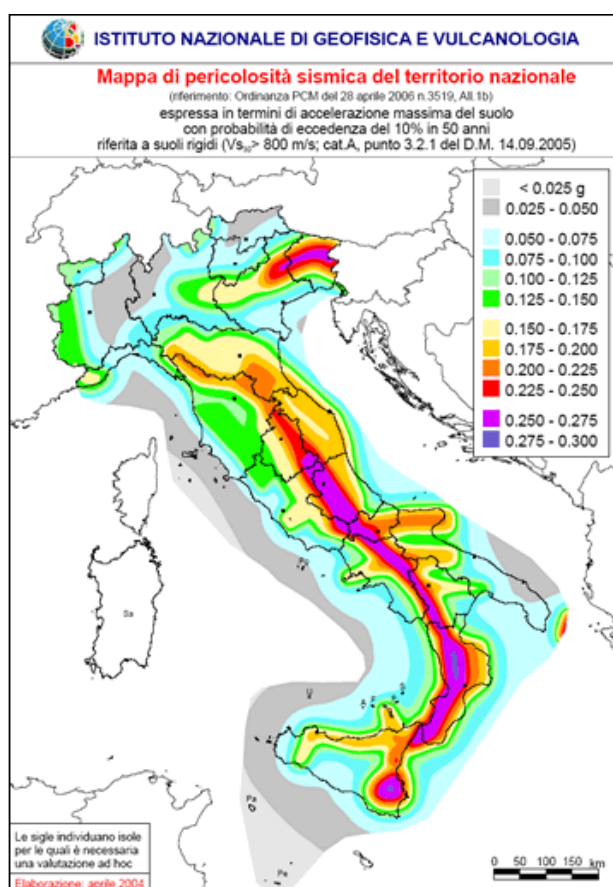 ISTITUTO NAZIONALE DI GEOFISICA E VULCANOLOGIA
Mappa di pericolosità sismica del territorio nazionale
(riferimento: Ordinanza PCM del 28 aprile 2006 n.3519, All.1b)
espressa in termini di accelerazione massima del suolo
con probabilità di eccedenza del 10% in 50 anni
riferita a suoli rigidi (Vs₃₀> 800 m/s; cat.A, punto 3.2.1 del D.M. 14.09.2005)
< 0.025 g
0.025 - 0.050
0.050 - 0.075
0.075 - 0.100
0.100 - 0.125
0.125 - 0.150
0.150 - 0.175
0.175 - 0.200
0.200 - 0.225
0.225 - 0.250
0.250 - 0.275
0.275 - 0.300
Sa
U
A
Pa
Pe
Le sigle individuano isole
per le quali è necessaria
una valutazione ad hoc
Elaborazione: aprile 2004
0 50 100 150
km